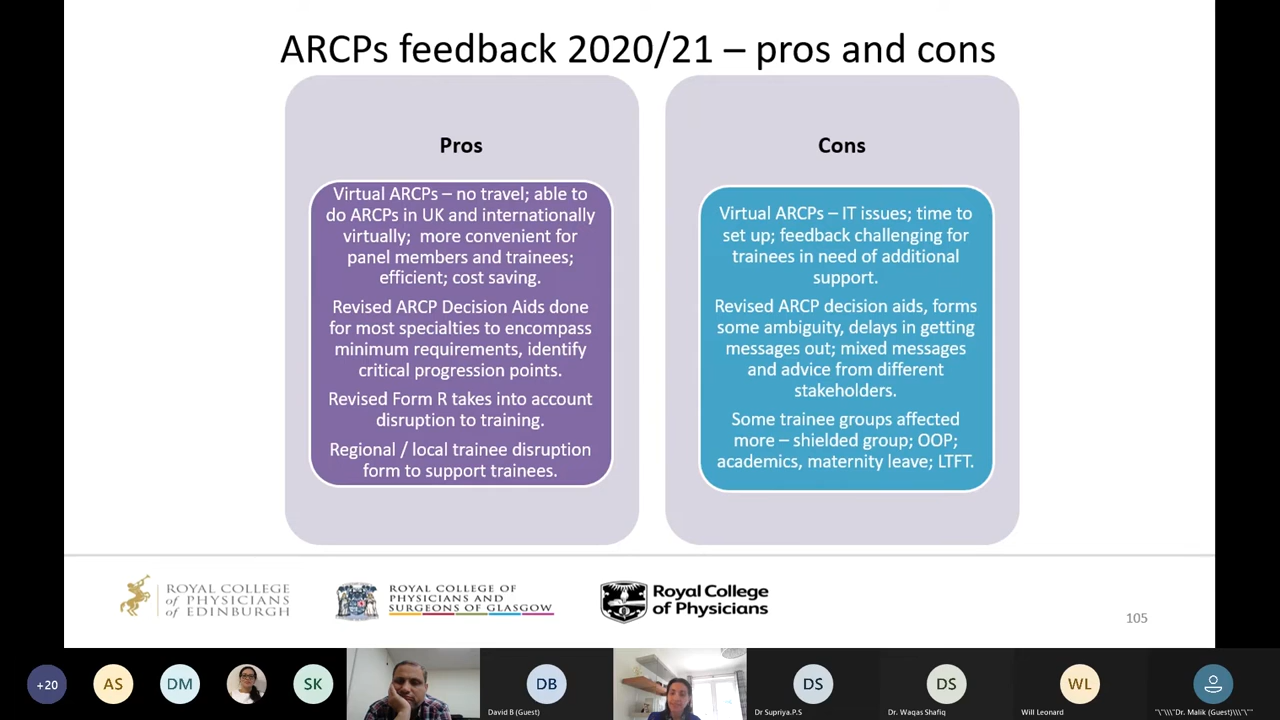 ARCPs feedback 2020/21 – pros and cons
Pros
Virtual ARCPs – no travel; able to
do ARCPs in UK and internationally
virtually; more convenient for
panel members and trainees;
efficient; cost saving.
Revised ARCP Decision Aids done
for most specialties to encompass
minimum requirements, identify
critical progression points.
Revised Form R takes into account
disruption to training.
Regional / local trainee disruption
form to support trainees.
Cons
Virtual ARCPs – IT issues; time to
set up; feedback challenging for
trainees in need of additional
support.
Revised ARCP decision aids, forms
some ambiguity, delays in getting
messages out; mixed messages
and advice from different
stakeholders.
Some trainee groups affected
more – shielded group; OOP;
academics, maternity leave; LTFT.
ROYAL COLLEGE
of PHYSICIANS
of EDINBURGH
ROYAL COLLEGE OF
PHYSICIANS AND
SURGEONS OF GLASGOW
Royal College
of Physicians
105
+20
AS
DM
SK
DB
David B (Guest)
DS
Dr Supriya.P.S
DS
Dr. Waqas Shafiq
WL
Will Leonard
"\"\\\"Dr. Malik (Guest)\\\"\""